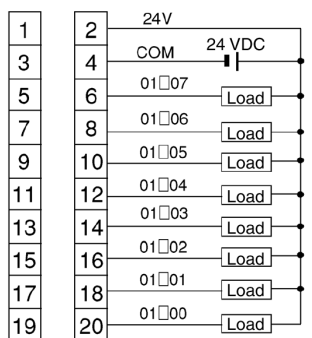 1 2 24V
3 4 COM 24 VDC
5 6 01□07 Load
7 8 01□06 Load
9 10 01□05 Load
11 12 01□04 Load
13 14 01□03 Load
15 16 01□02 Load
17 18 01□01 Load
19 20 01□00 Load